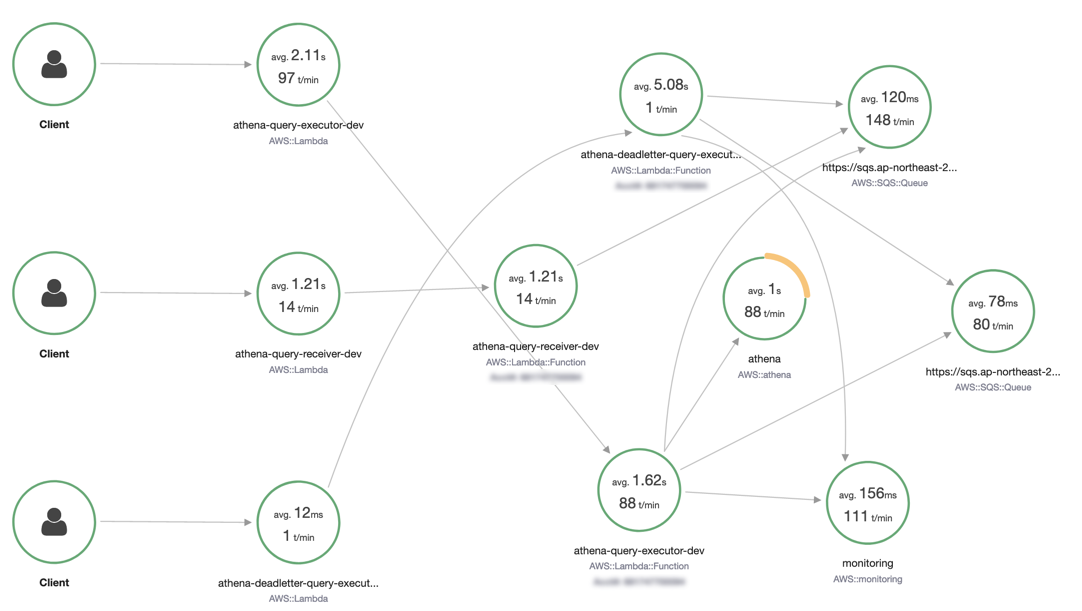 avg. 2.11s
97 t/min
Client
athena-query-executor-dev
AWS::Lambda
avg. 5.08s
1 t/min
athena-deadletter-query-execut...
AWS::Lambda::Function
avg. 120ms
148 t/min
https://sqs.ap-northeast-2...
AWS::SQS::Queue
avg. 1.21s
14 t/min
Client
athena-query-receiver-dev
AWS::Lambda
avg. 1.21s
14 t/min
athena-query-receiver-dev
AWS::Lambda::Function
avg. 1s
88 t/min
athena
AWS::athena
avg. 78ms
80 t/min
https://sqs.ap-northeast-2...
AWS::SQS::Queue
avg. 12ms
1 t/min
Client
athena-deadletter-query-execut...
AWS::Lambda
avg. 1.62s
88 t/min
athena-query-executor-dev
AWS::Lambda::Function
avg. 156ms
111 t/min
monitoring
AWS::monitoring